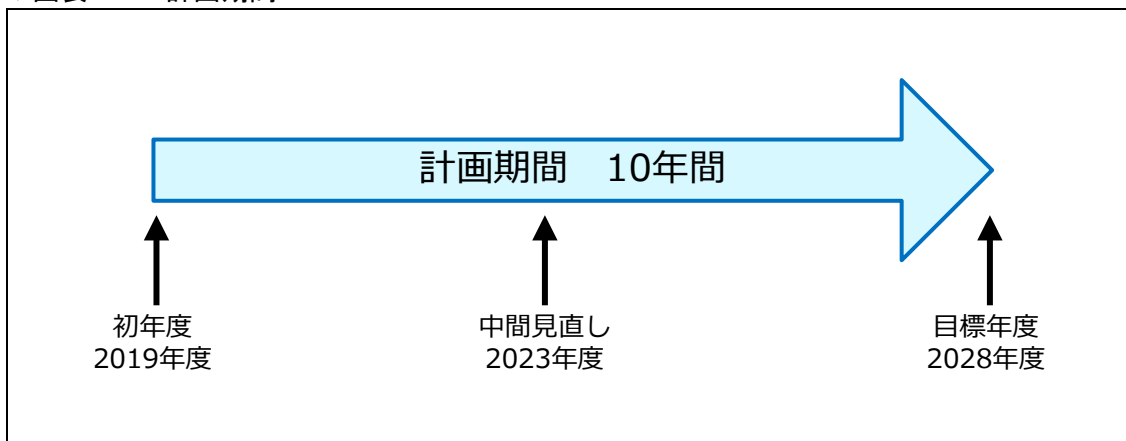 計画期間　10年間
初年度
2019年度
中間見直し
2023年度
目標年度
2028年度